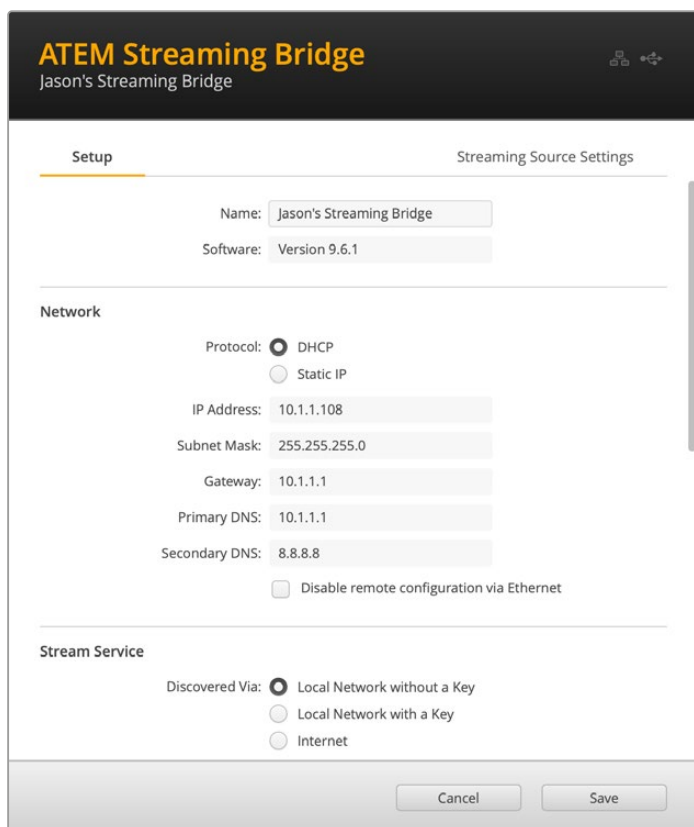 ATEM Streaming Bridge
Jason's Streaming Bridge
Setup Streaming Source Settings
Name: Jason's Streaming Bridge
Software: Version 9.6.1
Network
Protocol: DHCP
Static IP
IP Address: 10.1.1.108
Subnet Mask: 255.255.255.0
Gateway: 10.1.1.1
Primary DNS: 10.1.1.1
Secondary DNS: 8.8.8.8
Disable remote configuration via Ethernet
Stream Service
Discovered Via: Local Network without a Key
Local Network with a Key
Internet
Cancel Save